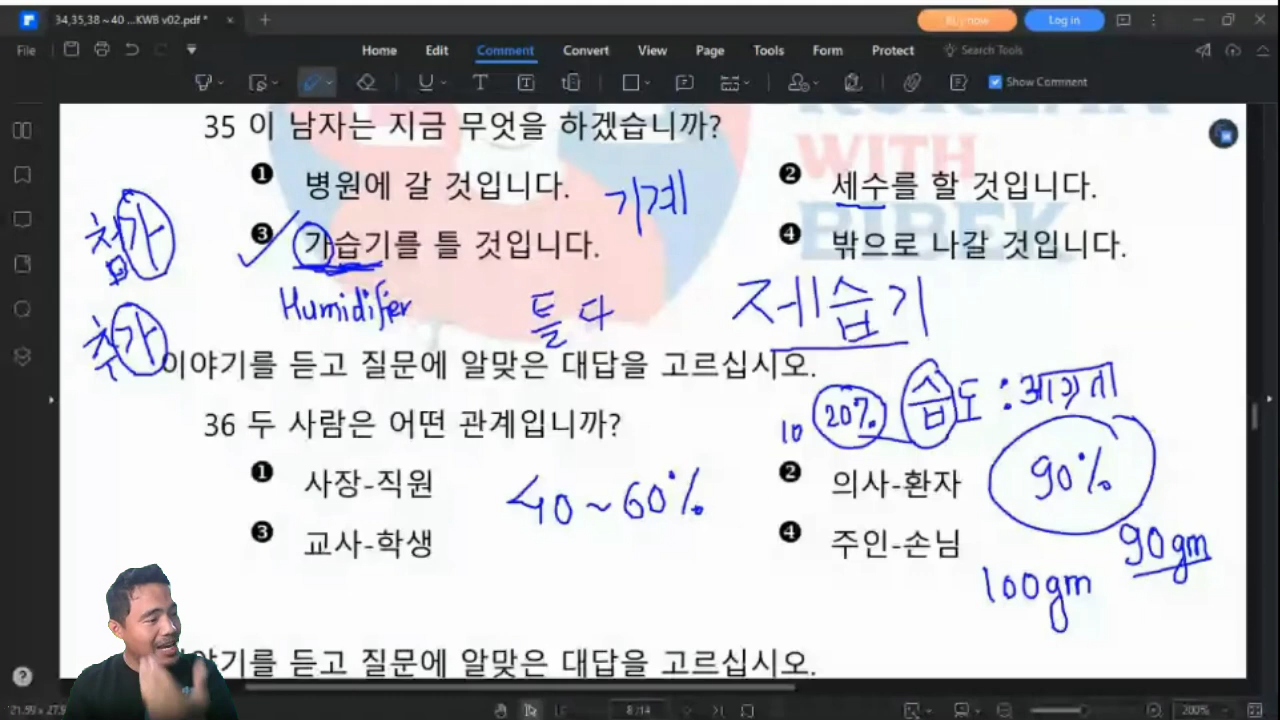 34,35,38 ~ 40 ...KWB v02.pdf *
Buy now
Log in
File
Home Edit Comment Convert View Page Tools Form Protect Search Tools
Show Comment
KOREAN
WITH
BIBEK
35 이 남자는 지금 무엇을 하겠습니까?
❶ 병원에 갈 것입니다.
기계
❷ 세수를 할 것입니다.
첨가
❸ 가습기를 틀 것입니다.
❹ 밖으로 나갈 것입니다.
Humidifer
틀다
제습기
추가
이야기를 듣고 질문에 알맞은 대답을 고르십시오.
10 20% 습도 :
36 두 사람은 어떤 관계입니까?
❶ 사장-직원
40 ~ 60%
❷ 의사-환자
90%
❸ 교사-학생
❹ 주인-손님
90gm
100gm
이야기를 듣고 질문에 알맞은 대답을 고르십시오.
8 /14
200%